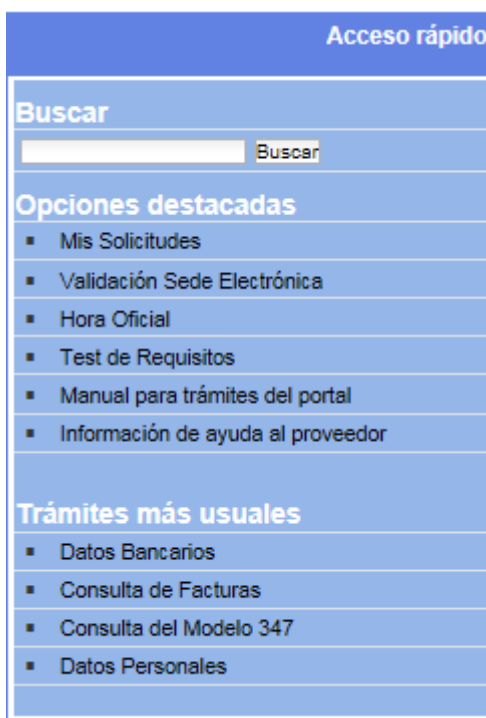 Acceso rápido
Buscar
Buscar
Opciones destacadas
Mis Solicitudes
Validación Sede Electrónica
Hora Oficial
Test de Requisitos
Manual para trámites del portal
Información de ayuda al proveedor
Trámites más usuales
Datos Bancarios
Consulta de Facturas
Consulta del Modelo 347
Datos Personales